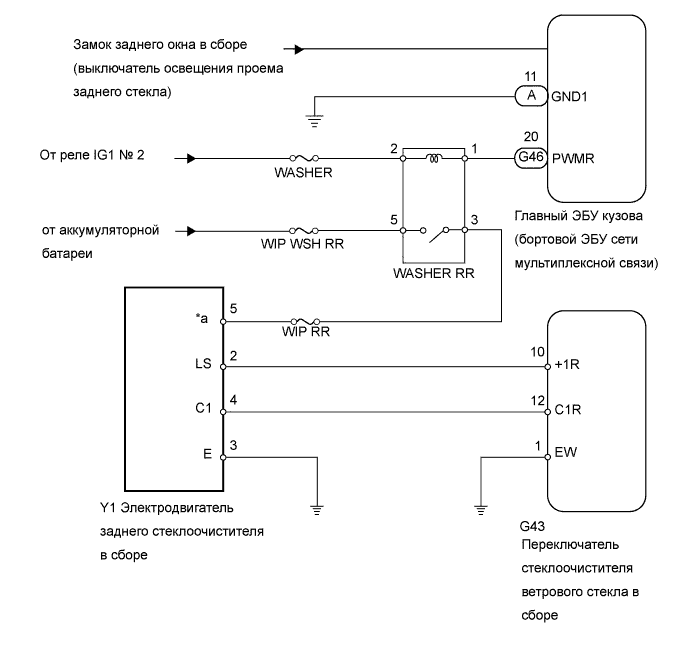 Замок заднего окна в сборе
(выключатель освещения проема
заднего стекла)
11
A
GND1
От реле IG1 № 2
WASHER
2
1
20
G46
PWMR
от аккумуляторной
батареи
WIP WSH RR
5
3
WASHER RR
Главный ЭБУ кузова
(бортовой ЭБУ сети
мультиплексной связи)
*a
5
WIP RR
LS
2
10
+1R
C1
4
12
C1R
E
3
1
EW
Y1 Электродвигатель
заднего стеклоочистителя
в сборе
G43
Переключатель
стеклоочистителя
ветрового стекла в
сборе